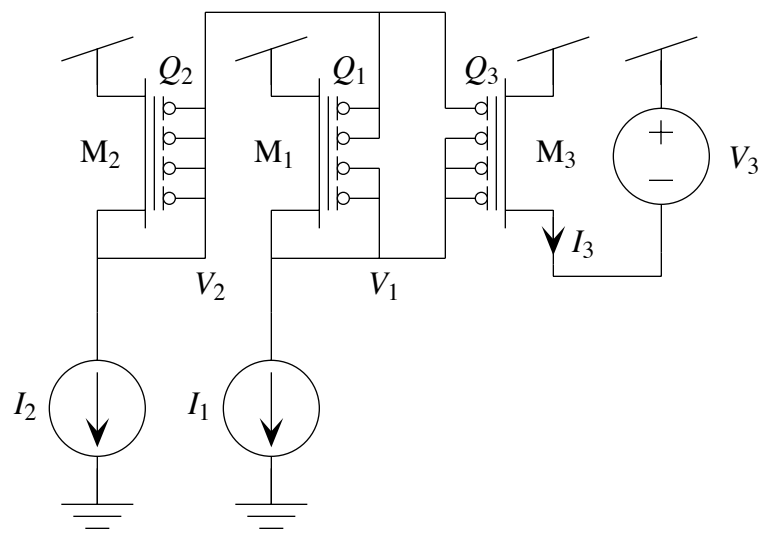 Q₂
Q₁
Q₃
M₂
M₁
M₃
+
−
V₃
I₃
V₂
V₁
I₂
I₁